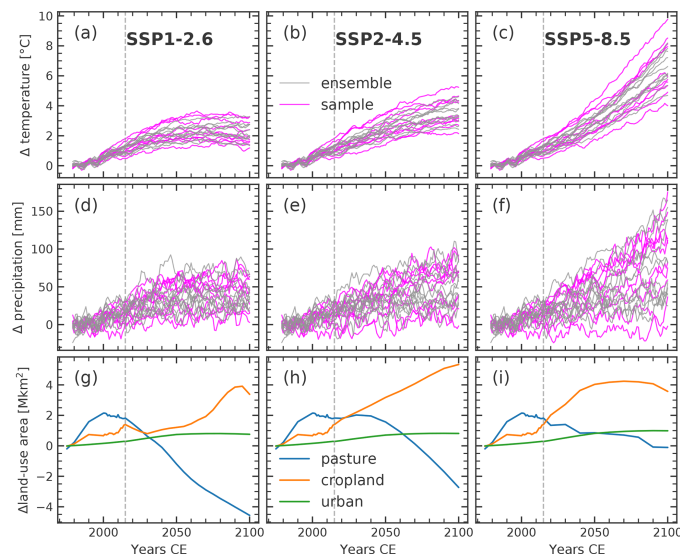 (a) SSP1-2.6
(b) SSP2-4.5
(c) SSP5-8.5
Δ temperature [°C]
10
8
6
4
2
0
ensemble
sample
(d)
(e)
(f)
Δ precipitation [mm]
150
100
50
0
(g)
(h)
(i)
Δland-use area [Mkm²]
4
2
0
−2
−4
pasture
cropland
urban
2000 2050 2100
2000 2050 2100
2000 2050 2100
Years CE
Years CE
Years CE